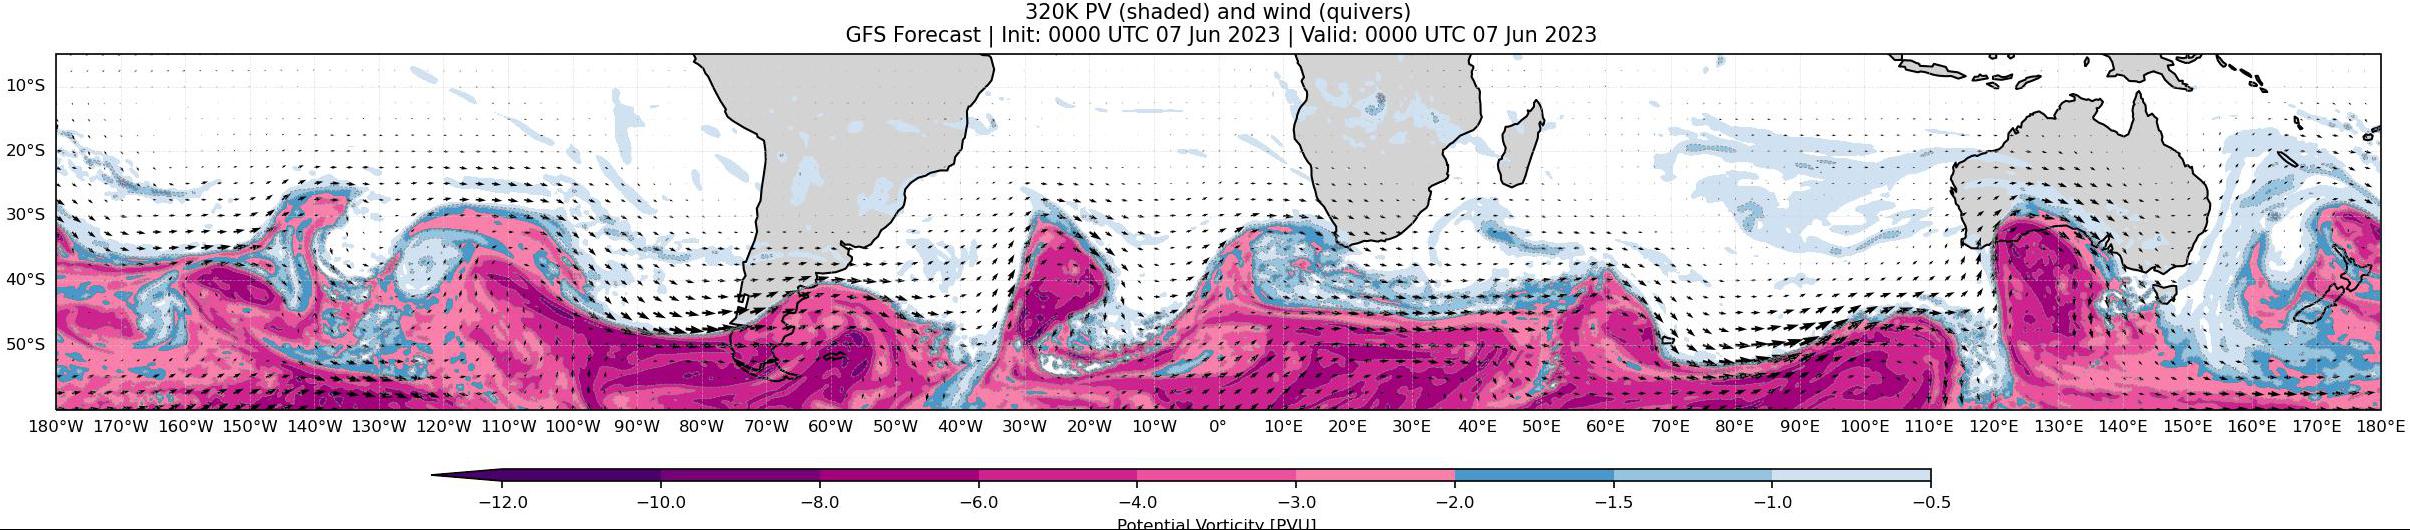 320K PV (shaded) and wind (quivers)
GFS Forecast | Init: 0000 UTC 07 Jun 2023 | Valid: 0000 UTC 07 Jun 2023
10°S
20°S
30°S
40°S
50°S
180°W 170°W 160°W 150°W 140°W 130°W 120°W 110°W 100°W 90°W 80°W 70°W 60°W 50°W 40°W 30°W 20°W 10°W 0° 10°E 20°E 30°E 40°E 50°E 60°E 70°E 80°E 90°E 100°E 110°E 120°E 130°E 140°E 150°E 160°E 170°E 180°E
−12.0 −10.0 −8.0 −6.0 −4.0 −3.0 −2.0 −1.5 −1.0 −0.5
Potential Vorticity [PVU]